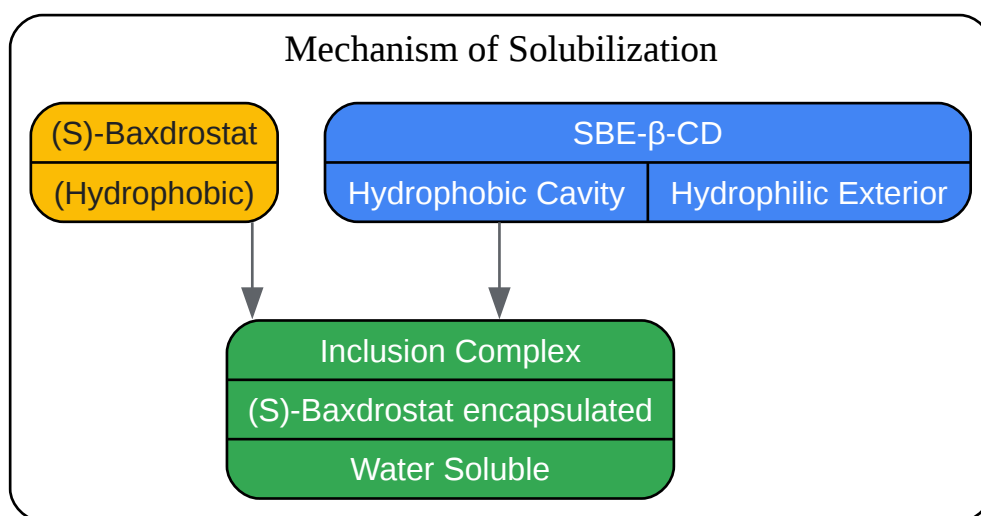 Mechanism of Solubilization
(S)-Baxdrostat
(Hydrophobic)
SBE-β-CD
Hydrophobic Cavity
Hydrophilic Exterior
Inclusion Complex
(S)-Baxdrostat encapsulated
Water Soluble